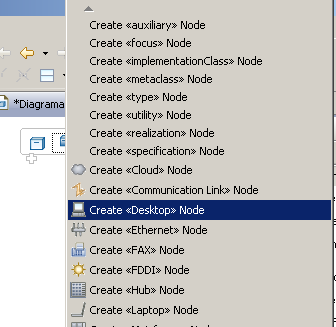 Create «auxiliary» Node
Create «focus» Node
Create «implementationClass» Node
Create «metaclass» Node
Create «type» Node
Create «utility» Node
*Diagrama
Create «realization» Node
Create «specification» Node
Create «Cloud» Node
Create «Communication Link» Node
Create «Desktop» Node
Create «Ethernet» Node
Create «FAX» Node
Create «FDDI» Node
Create «Hub» Node
Create «Laptop» Node